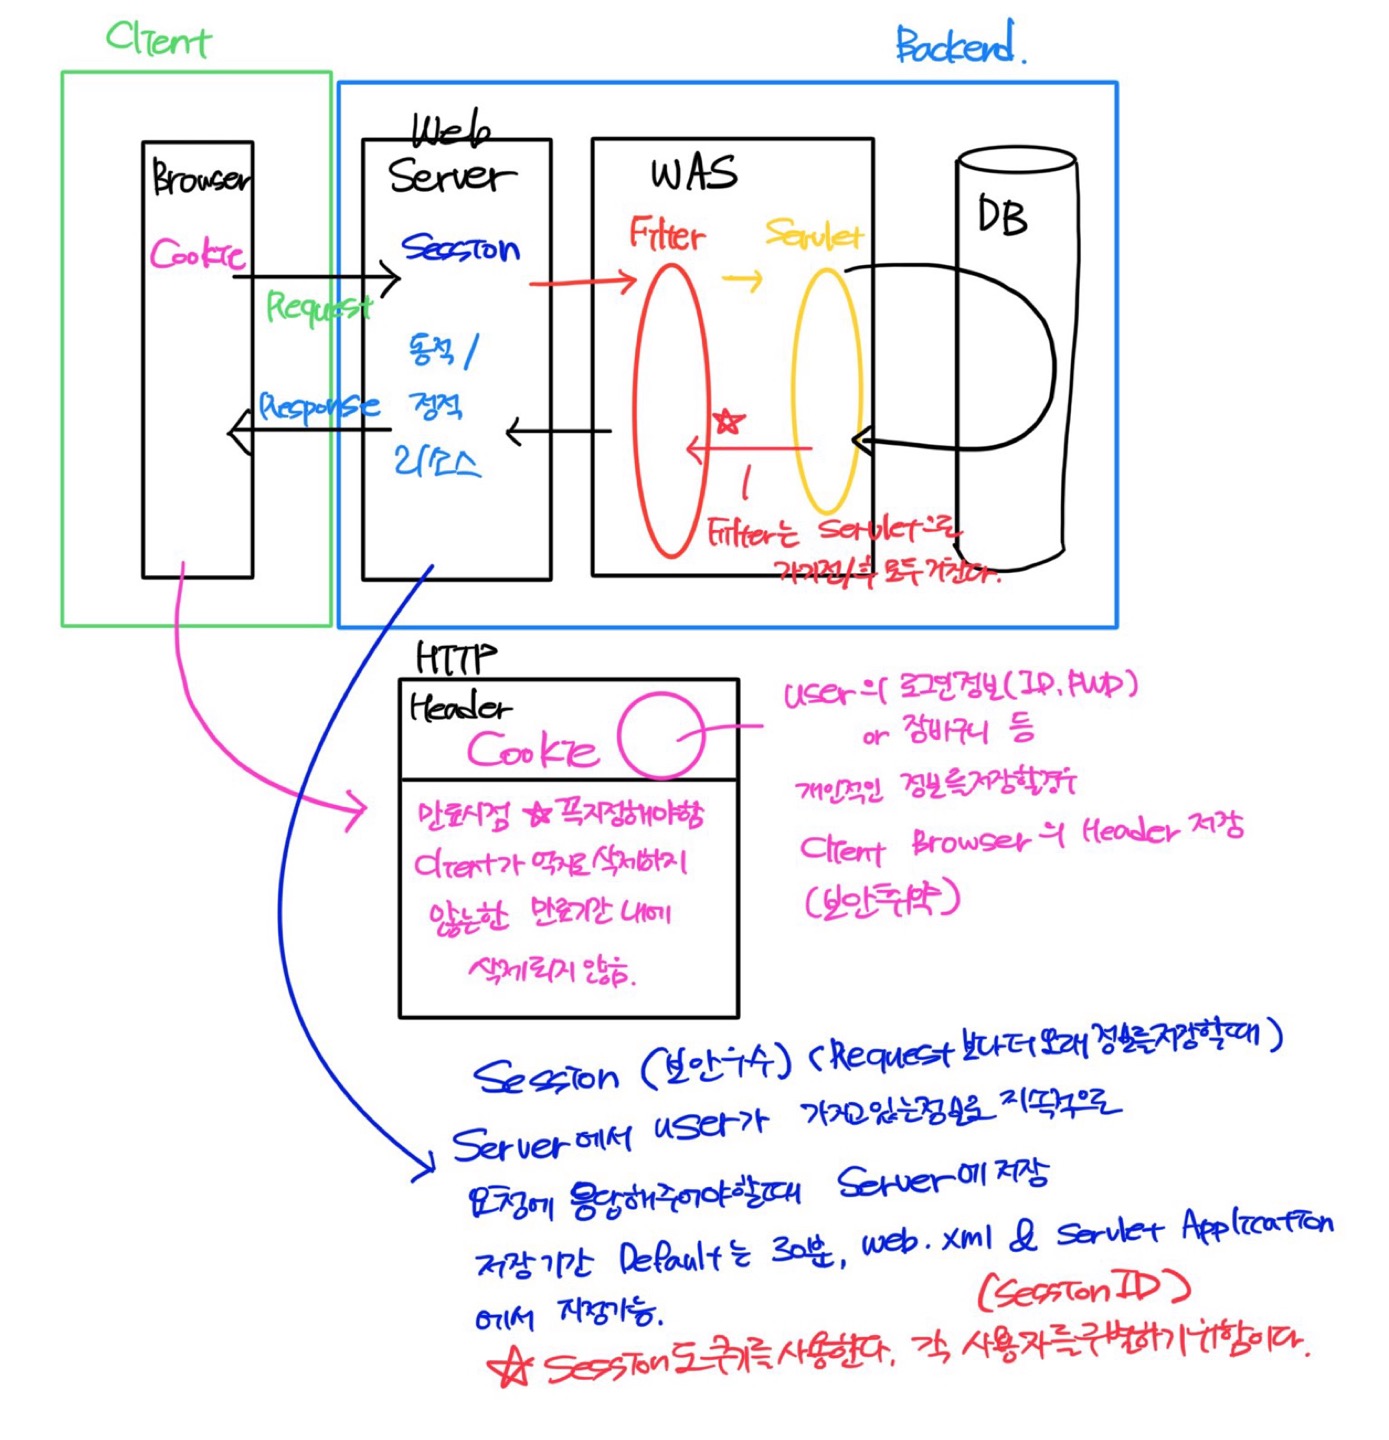 Client
Backend.
Browser
Cookie
Request
Response
Web
Server
Session
동적/
정적
리소스
WAS
Filter
Servlet
Filter는 Servlet으로
가기전/후 모두 거친다.
DB
HTTP
Header
Cookie
만료시점 ☆ 꼭지정해야함
Client가 억지로 삭제하지
않는한 만료기간 내에
삭제되지 않음.
user의 로그인정보(ID, PWD)
or 장바구니 등
개인적인 정보를저장할경우
Client Browser의 Header 저장
(보안취약)
Session (보안우수) (Request 보다 더 오래 정보를저장할때)
Server에서 user가 가지고있는정보를 지속적으로
요청에 응답해주어야할때 Server에 저장
저장기간 Default는 30분, web.xml & Servlet Application
에서 지정가능.
(Session ID)
☆ Session도 쿠키를 사용한다. 각 사용자를구별하기위함이다.